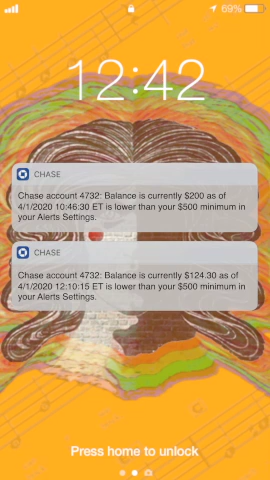 69%
12:42
CHASE
Chase account 4732: Balance is currently $200 as of
4/1/2020 10:46:30 ET is lower than your $500 minimum in
your Alerts Settings.
CHASE
Chase account 4732: Balance is currently $124.30 as of
4/1/2020 12:10:15 ET is lower than your $500 minimum in
your Alerts Settings.
Press home to unlock